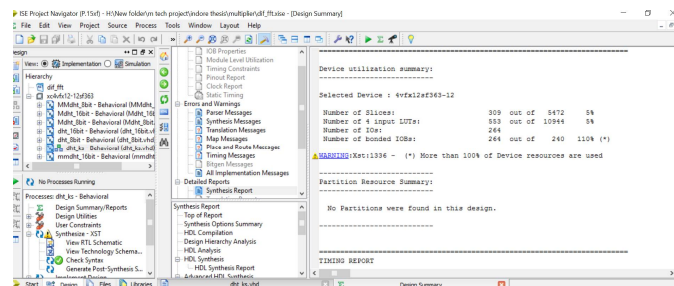 ISE Project Navigator (P.15xf) - H:\New folder\m tech project\indore thesis\multiplier\dif_fft.xise - [Design Summary]
File Edit View Project Source Process Tools Window Layout Help
View: Implementation Simulation
Hierarchy
dif_fft
xc4vfx12-12sf363
MMdht_8bit - Behavioral (MMdht_
Mdht_16bit - Behavioral (Mdht_16
Mdht_8bit - Behavioral (Mdht_8bit
dht_16bit - Behavioral (dht_16bit.vh
dht_8bit - Behavioral (dht_8bit.vhd
dht_ks - Behavioral (dht_ks.vhd)
mmdht_16bit - Behavioral (mmdht
No Processes Running
Processes: dht_ks - Behavioral
Design Summary/Reports
Design Utilities
User Constraints
Synthesize - XST
View RTL Schematic
View Technology Schema...
Check Syntax
Generate Post-Synthesis S...
Implement Design
Start Design Files Libraries
IOB Properties
Module Level Utilization
Timing Constraints
Pinout Report
Clock Report
Static Timing
Errors and Warnings
Parser Messages
Synthesis Messages
Translation Messages
Map Messages
Place and Route Messages
Timing Messages
Bitgen Messages
All Implementation Messages
Detailed Reports
Synthesis Report
Synthesis Report
Top of Report
Synthesis Options Summary
HDL Compilation
Design Hierarchy Analysis
HDL Analysis
HDL Synthesis
HDL Synthesis Report
Advanced HDL Synthesis
Device utilization summary:
---------------------------
Selected Device : 4vfx12sf363-12
Number of Slices: 309 out of 5472 5%
Number of 4 input LUTs: 553 out of 10944 5%
Number of IOs: 264
Number of bonded IOBs: 264 out of 240 110% (*)
WARNING:Xst:1336 - (*) More than 100% of Device resources are used
---------------------------
Partition Resource Summary:
---------------------------
No Partitions were found in this design.
---------------------------
TIMING REPORT
dht_ks.vhd
Design Summary